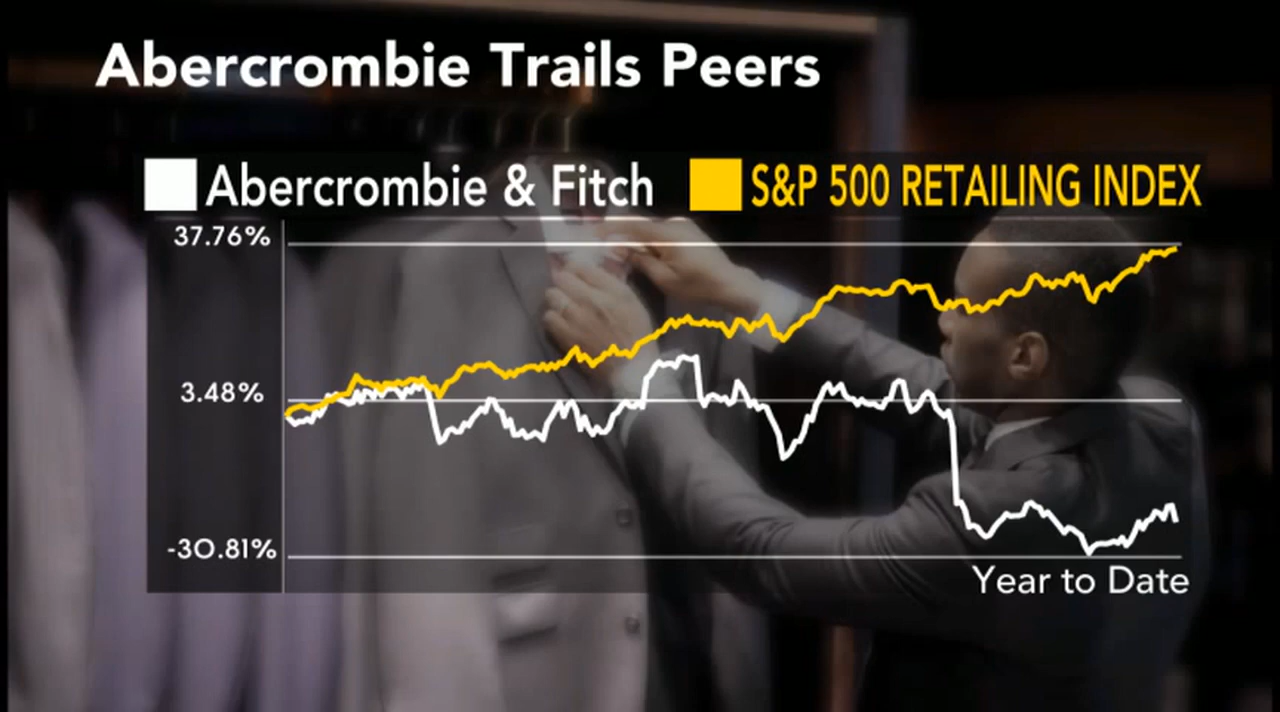 Abercrombie Trails Peers
Abercrombie & Fitch S&P 500 RETAILING INDEX
37.76%
3.48%
-30.81%
Year to Date